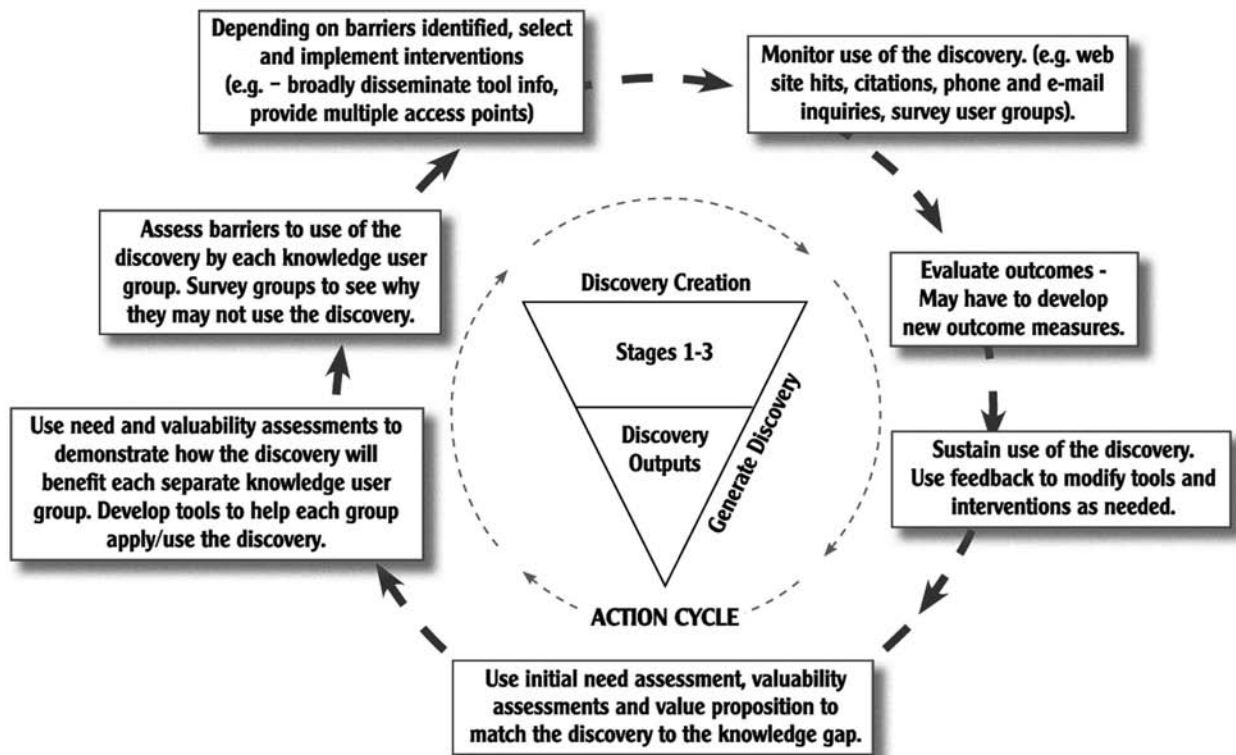 Depending on barriers identified, select
and implement interventions
(e.g. – broadly disseminate tool info,
provide multiple access points)
Monitor use of the discovery. (e.g. web
site hits, citations, phone and e-mail
inquiries, survey user groups).
Assess barriers to use of the
discovery by each knowledge user
group. Survey groups to see why
they may not use the discovery.
Evaluate outcomes -
May have to develop
new outcome measures.
Discovery Creation
Stages 1-3
Discovery
Outputs
Generate Discovery
ACTION CYCLE
Use need and valuability assessments to
demonstrate how the discovery will
benefit each separate knowledge user
group. Develop tools to help each group
apply/use the discovery.
Sustain use of the discovery.
Use feedback to modify tools and
interventions as needed.
Use initial need assessment, valuability
assessments and value proposition to
match the discovery to the knowledge gap.